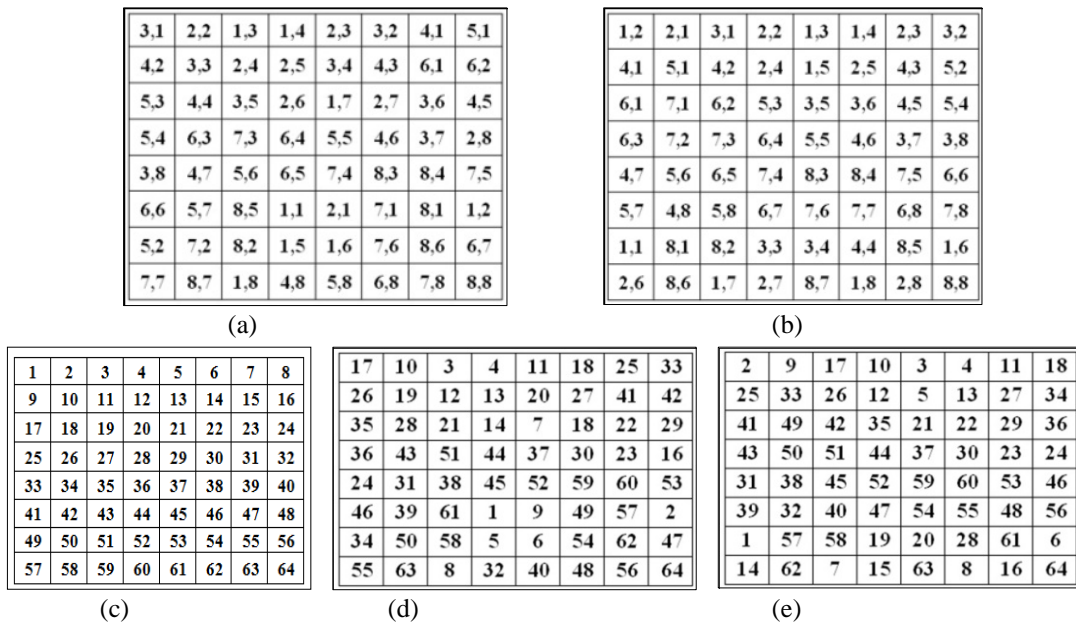 3,1 2,2 1,3 1,4 2,3 3,2 4,1 5,1
4,2 3,3 2,4 2,5 3,4 4,3 6,1 6,2
5,3 4,4 3,5 2,6 1,7 2,7 3,6 4,5
5,4 6,3 7,3 6,4 5,5 4,6 3,7 2,8
3,8 4,7 5,6 6,5 7,4 8,3 8,4 7,5
6,6 5,7 8,5 1,1 2,1 7,1 8,1 1,2
5,2 7,2 8,2 1,5 1,6 7,6 8,6 6,7
7,7 8,7 1,8 4,8 5,8 6,8 7,8 8,8
(a)
1,2 2,1 3,1 2,2 1,3 1,4 2,3 3,2
4,1 5,1 4,2 2,4 1,5 2,5 4,3 5,2
6,1 7,1 6,2 5,3 3,5 3,6 4,5 5,4
6,3 7,2 7,3 6,4 5,5 4,6 3,7 3,8
4,7 5,6 6,5 7,4 8,3 8,4 7,5 6,6
5,7 4,8 5,8 6,7 7,6 7,7 6,8 7,8
1,1 8,1 8,2 3,3 3,4 4,4 8,5 1,6
2,6 8,6 1,7 2,7 8,7 1,8 2,8 8,8
(b)
1 2 3 4 5 6 7 8
9 10 11 12 13 14 15 16
17 18 19 20 21 22 23 24
25 26 27 28 29 30 31 32
33 34 35 36 37 38 39 40
41 42 43 44 45 46 47 48
49 50 51 52 53 54 55 56
57 58 59 60 61 62 63 64
(c)
17 10 3 4 11 18 25 33
26 19 12 13 20 27 41 42
35 28 21 14 7 18 22 29
36 43 51 44 37 30 23 16
24 31 38 45 52 59 60 53
46 39 61 1 9 49 57 2
34 50 58 5 6 54 62 47
55 63 8 32 40 48 56 64
(d)
2 9 17 10 3 4 11 18
25 33 26 12 5 13 27 34
41 49 42 35 21 22 29 36
43 50 51 44 37 30 23 24
31 38 45 52 59 60 53 46
39 32 40 47 54 55 48 56
1 57 58 19 20 28 61 6
14 62 7 15 63 8 16 64
(e)